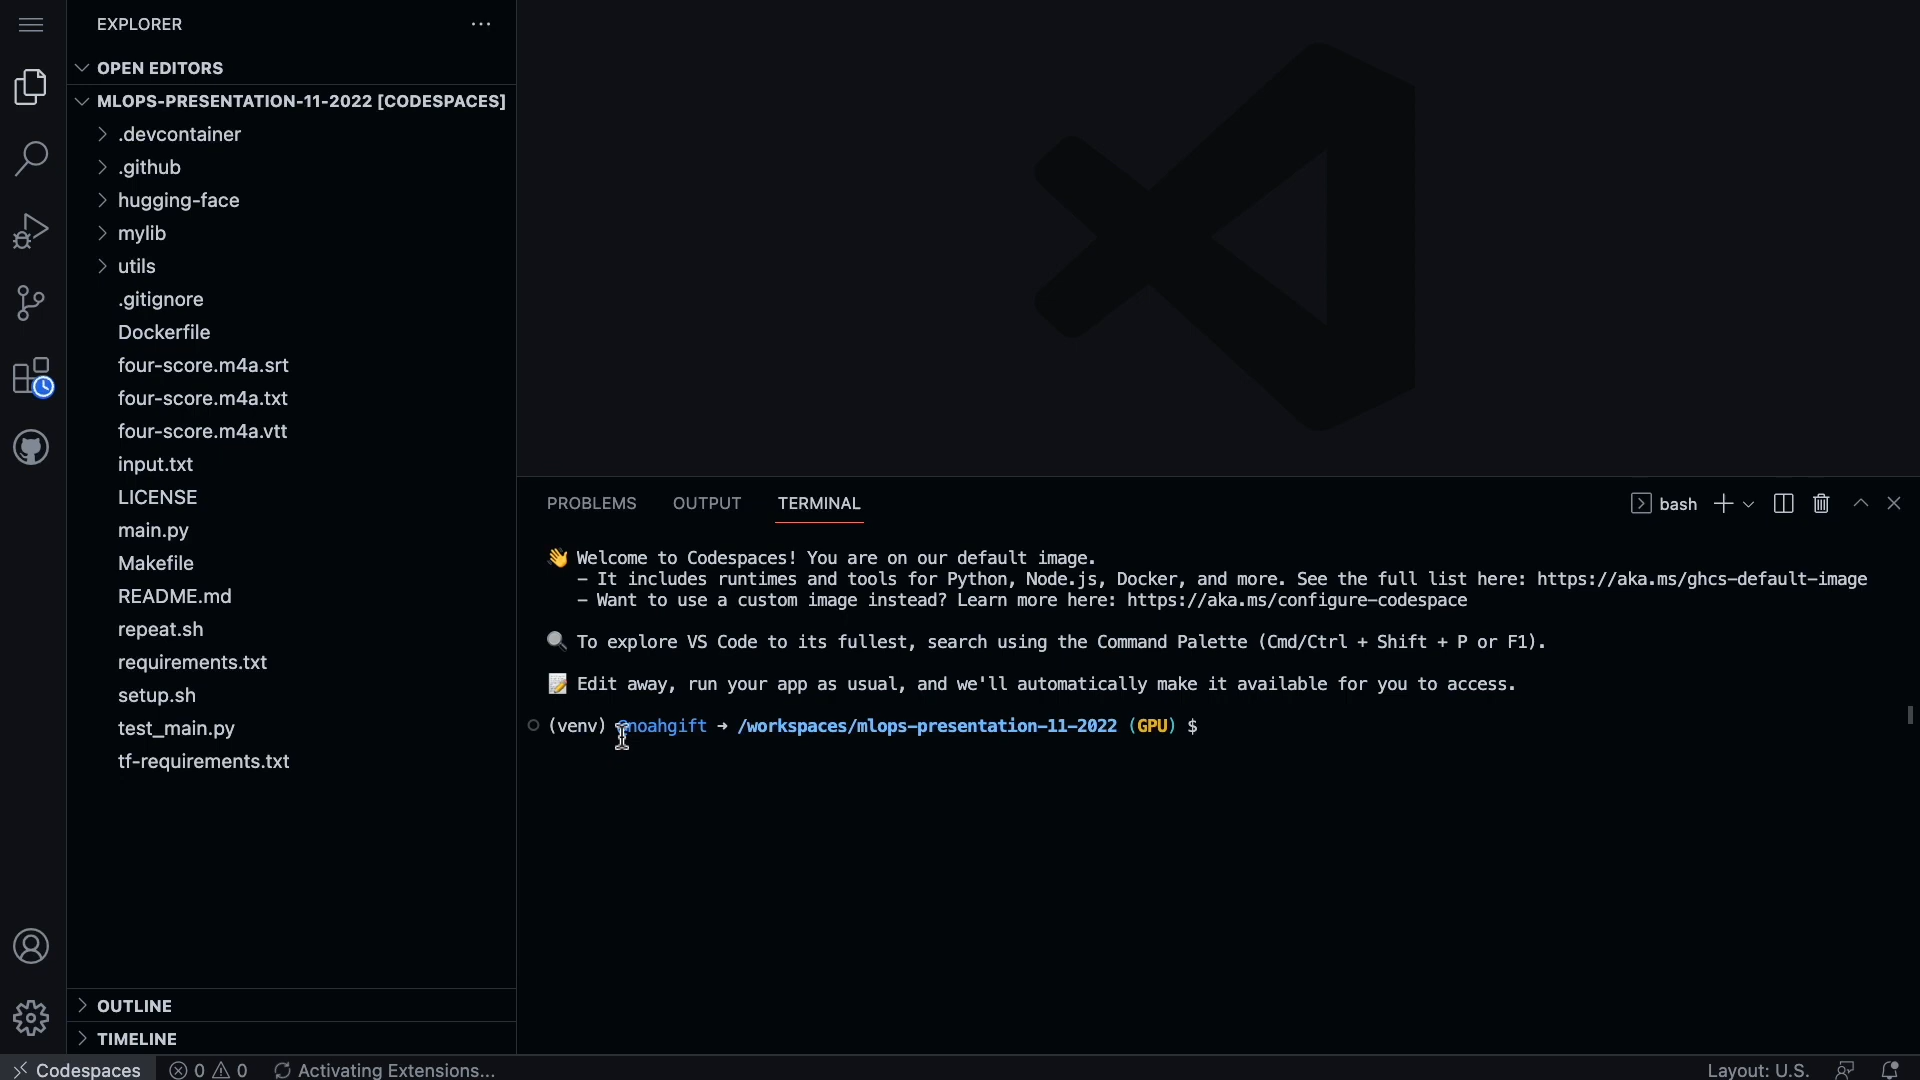 EXPLORER
OPEN EDITORS
MLOPS-PRESENTATION-11-2022 [CODESPACES]
.devcontainer
.github
hugging-face
mylib
utils
.gitignore
Dockerfile
four-score.m4a.srt
four-score.m4a.txt
four-score.m4a.vtt
input.txt
LICENSE
main.py
Makefile
README.md
repeat.sh
requirements.txt
setup.sh
test_main.py
tf-requirements.txt
OUTLINE
TIMELINE
PROBLEMS OUTPUT TERMINAL
bash
👋 Welcome to Codespaces! You are on our default image.
- It includes runtimes and tools for Python, Node.js, Docker, and more. See the full list here: https://aka.ms/ghcs-default-image
- Want to use a custom image instead? Learn more here: https://aka.ms/configure-codespace
🔍 To explore VS Code to its fullest, search using the Command Palette (Cmd/Ctrl + Shift + P or F1).
📝 Edit away, run your app as usual, and we'll automatically make it available for you to access.
(venv) @noahgift → /workspaces/mlops-presentation-11-2022 (GPU) $
Codespaces 0 0 Activating Extensions... Layout: U.S.